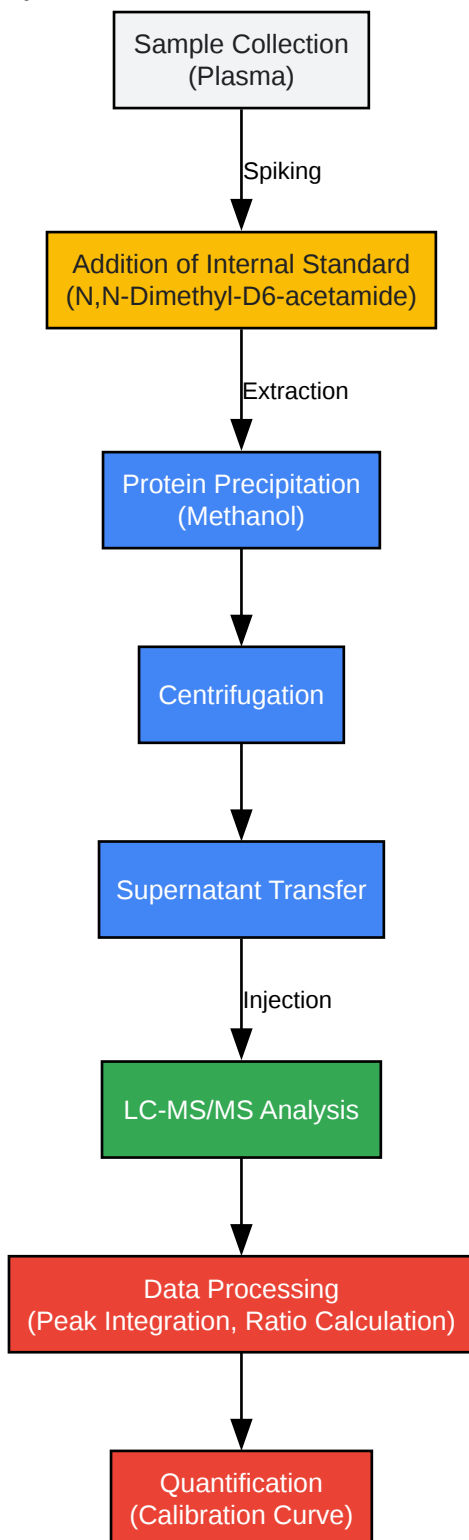 Sample Collection
(Plasma)
Spiking
Addition of Internal Standard
(N,N-Dimethyl-D6-acetamide)
Extraction
Protein Precipitation
(Methanol)
Centrifugation
Supernatant Transfer
Injection
LC-MS/MS Analysis
Data Processing
(Peak Integration, Ratio Calculation)
Quantification
(Calibration Curve)